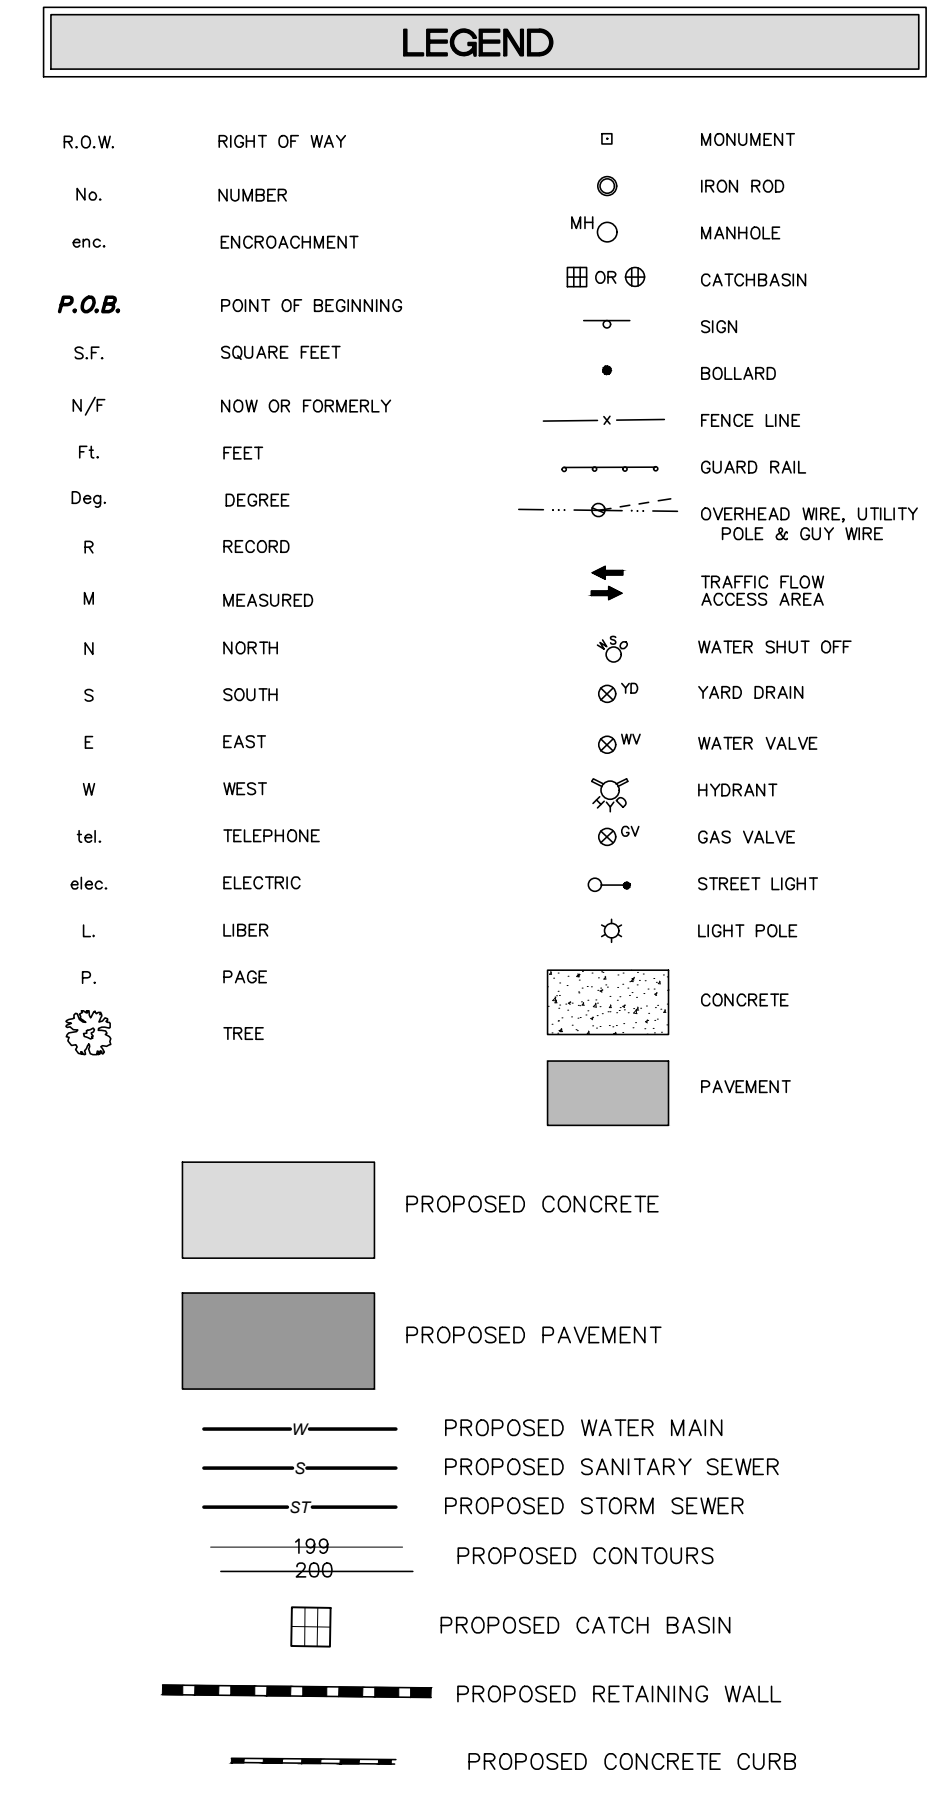 LEGEND
R.O.W. RIGHT OF WAY
No. NUMBER
enc. ENCROACHMENT
P.O.B. POINT OF BEGINNING
S.F. SQUARE FEET
N/F NOW OR FORMERLY
Ft. FEET
Deg. DEGREE
R RECORD
M MEASURED
N NORTH
S SOUTH
E EAST
W WEST
tel. TELEPHONE
elec. ELECTRIC
L. LIBER
P. PAGE
TREE
MONUMENT
IRON ROD
MH MANHOLE
OR CATCHBASIN
SIGN
BOLLARD
x FENCE LINE
GUARD RAIL
OVERHEAD WIRE, UTILITY
POLE & GUY WIRE
TRAFFIC FLOW
ACCESS AREA
WSO WATER SHUT OFF
YD YARD DRAIN
WV WATER VALVE
HYD HYDRANT
GV GAS VALVE
STREET LIGHT
LIGHT POLE
CONCRETE
PAVEMENT
PROPOSED CONCRETE
PROPOSED PAVEMENT
W PROPOSED WATER MAIN
S PROPOSED SANITARY SEWER
ST PROPOSED STORM SEWER
199
200
PROPOSED CONTOURS
PROPOSED CATCH BASIN
PROPOSED RETAINING WALL
PROPOSED CONCRETE CURB